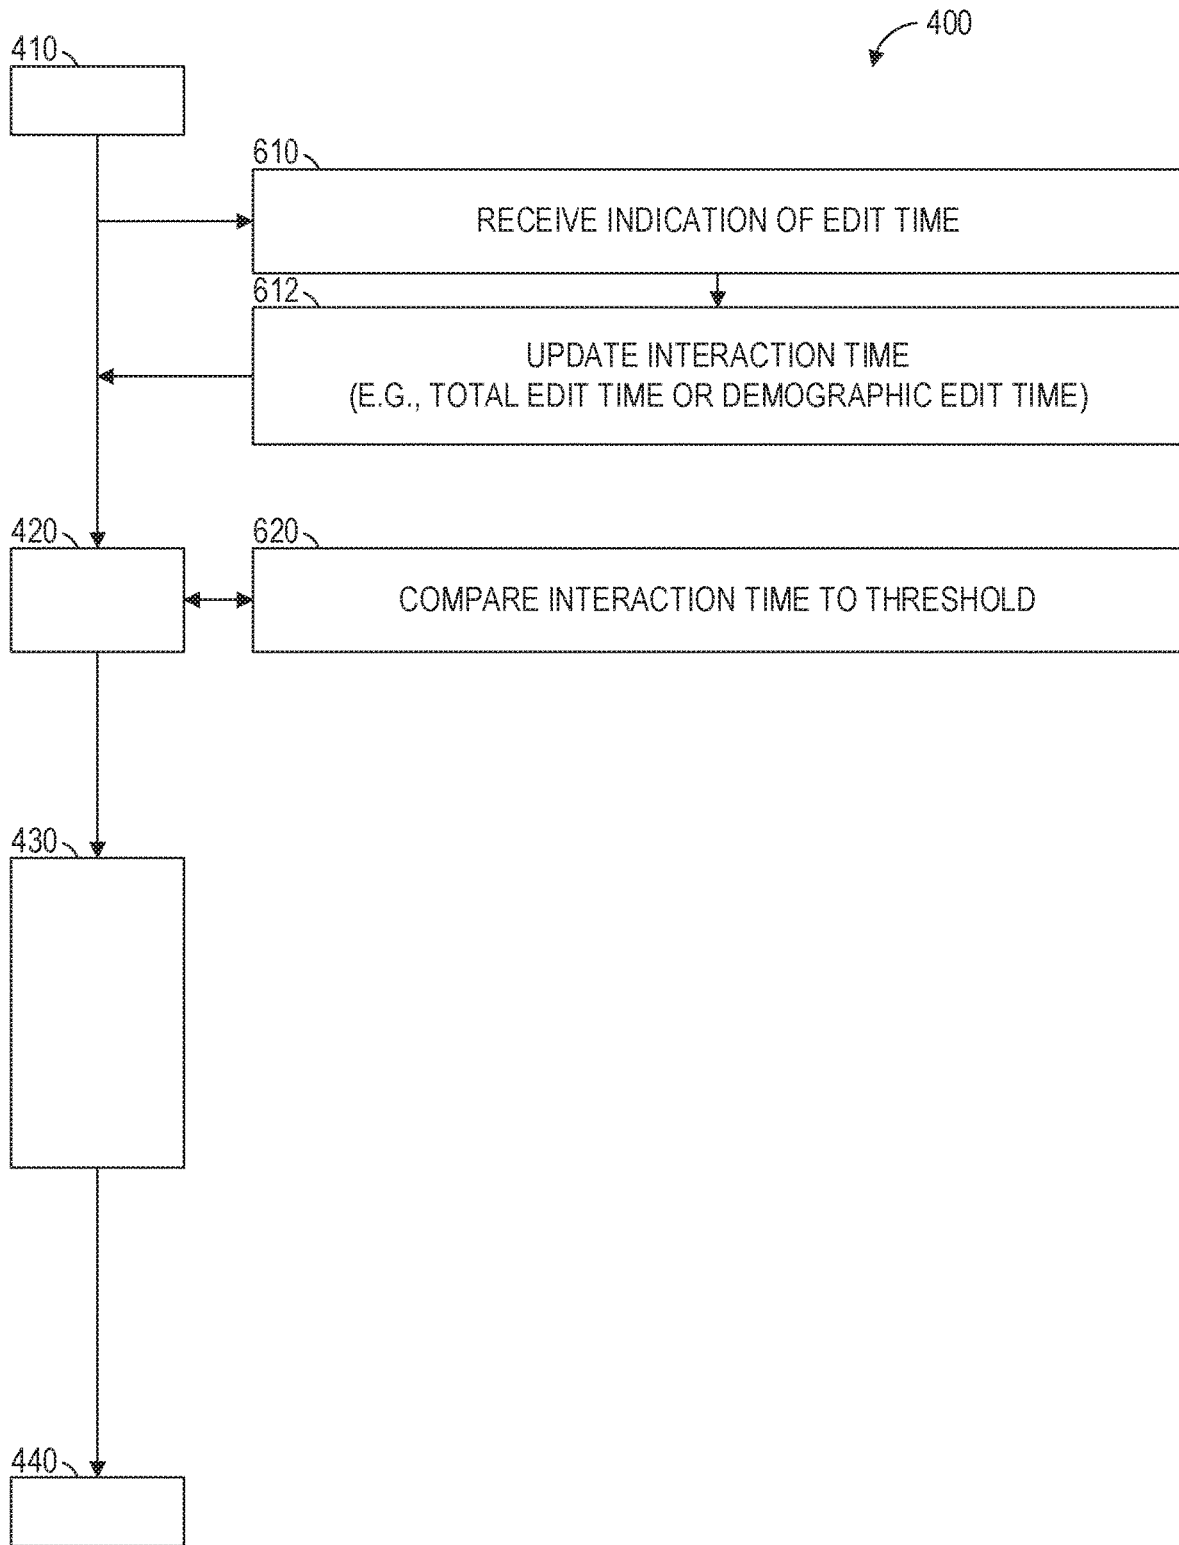 400
410
610
RECEIVE INDICATION OF EDIT TIME
612
UPDATE INTERACTION TIME
(E.G., TOTAL EDIT TIME OR DEMOGRAPHIC EDIT TIME)
420
620
COMPARE INTERACTION TIME TO THRESHOLD
430
440